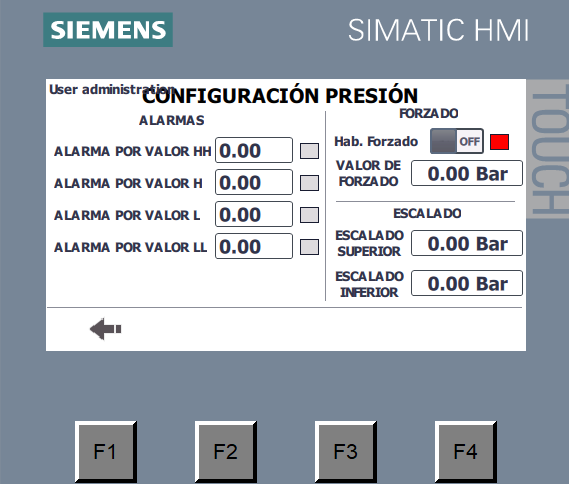 SIEMENS
SIMATIC HMI
TOUCH
User administration
CONFIGURACIÓN PRESIÓN
ALARMAS
ALARMA POR VALOR HH 0.00
ALARMA POR VALOR H 0.00
ALARMA POR VALOR L 0.00
ALARMA POR VALOR LL 0.00
FORZADO
Hab. Forzado OFF
VALOR DE
FORZADO
0.00 Bar
ESCALADO
ESCALADO
SUPERIOR
0.00 Bar
ESCALADO
INFERIOR
0.00 Bar
F1 F2 F3 F4